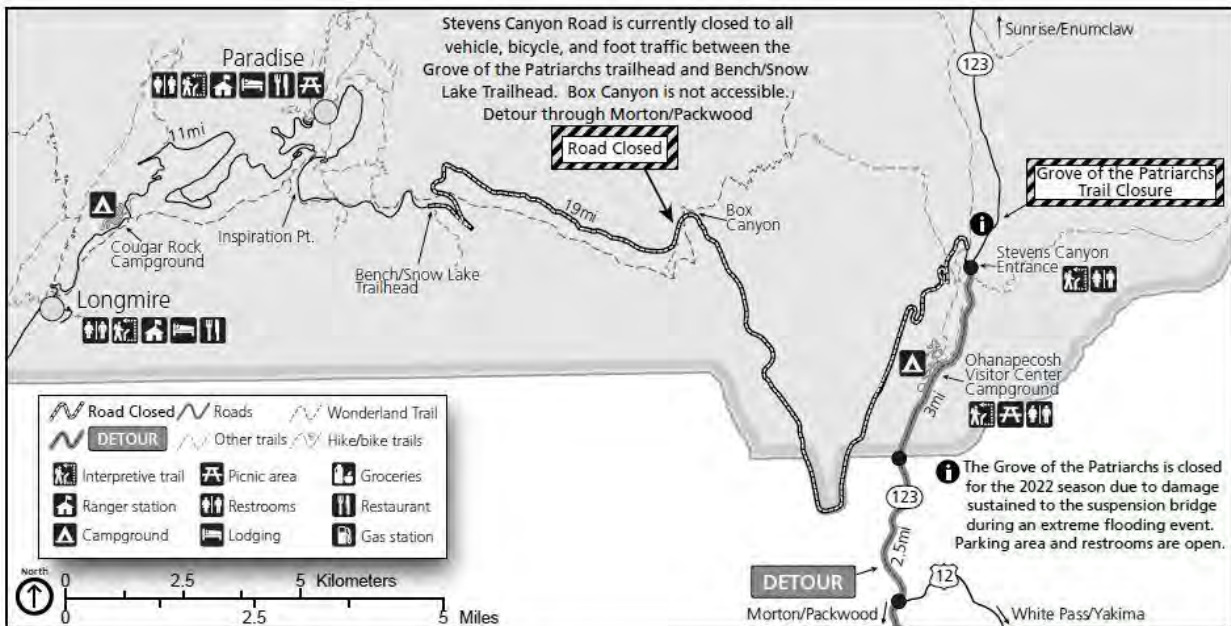 Stevens Canyon Road is currently closed to all
vehicle, bicycle, and foot traffic between the
Grove of the Patriarchs trailhead and Bench/Snow
Lake Trailhead. Box Canyon is not accessible.
Detour through Morton/Packwood
Road Closed
Sunrise/Enumclaw
123
Paradise
11mi
Grove of the Patriarchs
Trail Closure
19mi
Box
Canyon
Inspiration Pt.
Cougar Rock
Campground
Bench/Snow Lake
Trailhead
Stevens Canyon
Entrance
Longmire
Ohanapecosh
Visitor Center
Campground
3mi
Road Closed
Roads
Wonderland Trail
DETOUR
Other trails
Hike/bike trails
Interpretive trail
Picnic area
Groceries
Ranger station
Restrooms
Restaurant
Campground
Lodging
Gas station
i The Grove of the Patriarchs is closed
for the 2022 season due to damage
sustained to the suspension bridge
during an extreme flooding event.
Parking area and restrooms are open.
123
2.5mi
DETOUR
12
Morton/Packwood
White Pass/Yakima
North
0 2.5 5 Kilometers
0 2.5 5 Miles